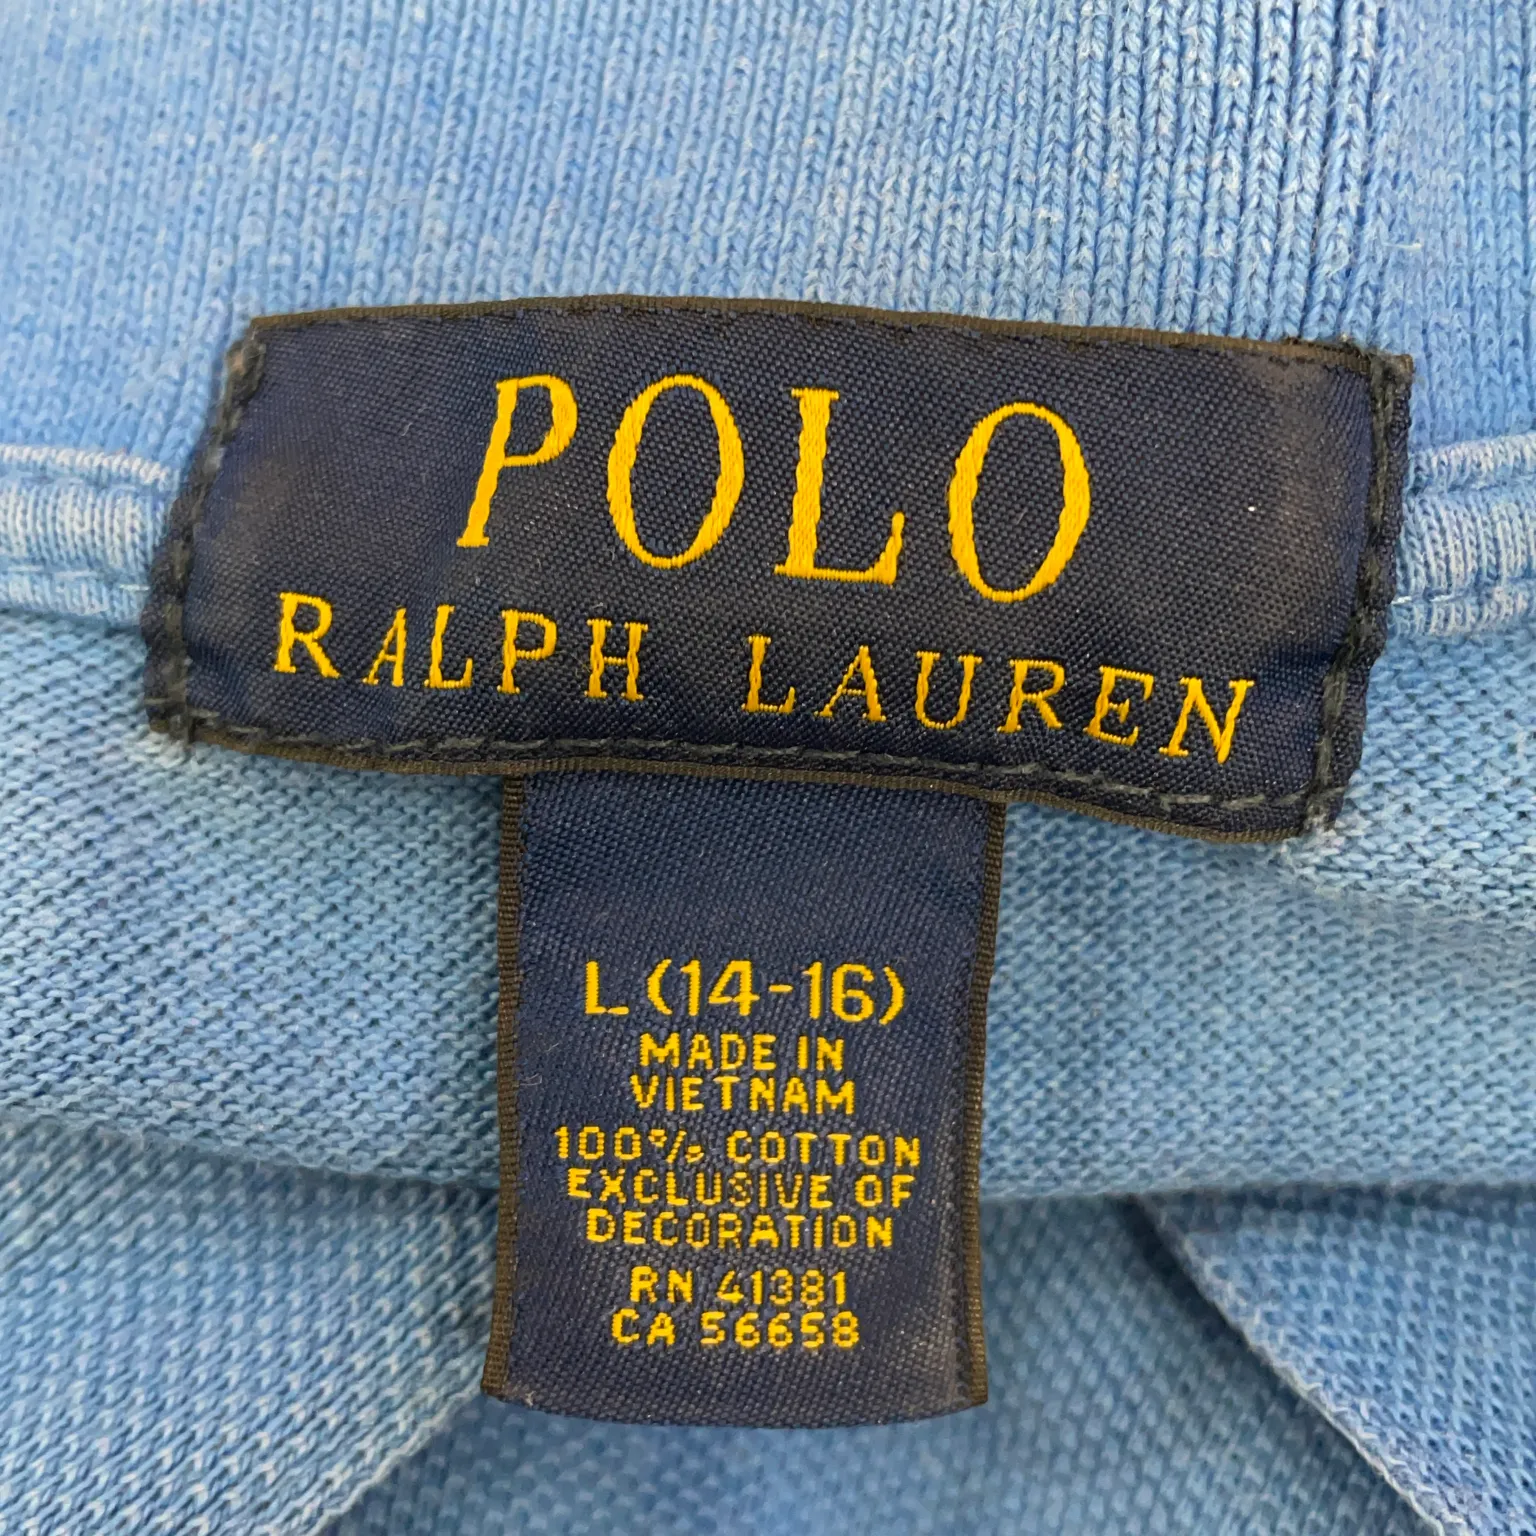 POLO
RALPH LAUREN
L (14-16)
MADE IN
VIETNAM
100% COTTON
EXCLUSIVE OF
DECORATION
RN 41381
CA 56658